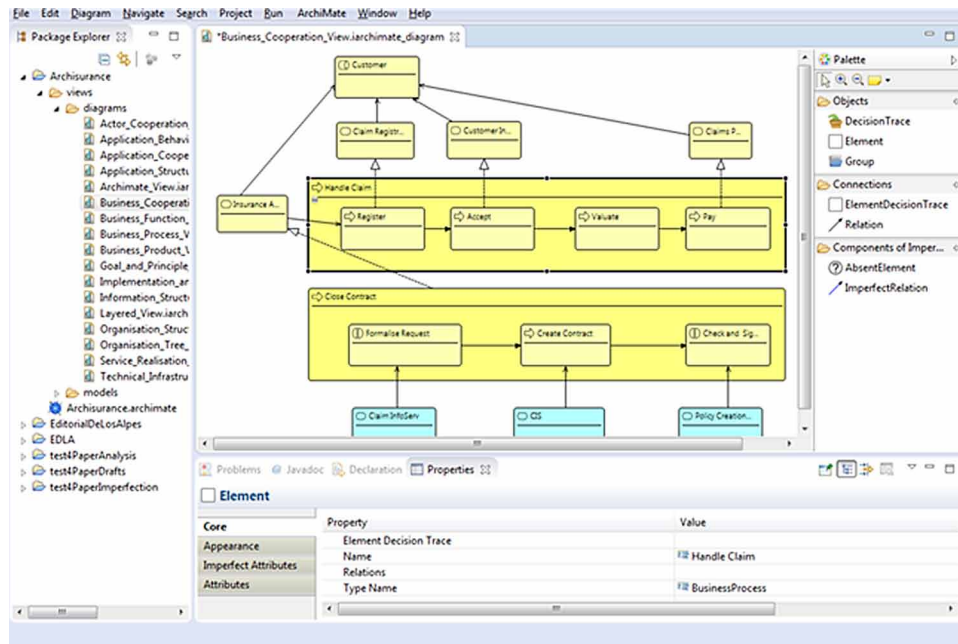 File Edit Diagram Navigate Search Project Run ArchiMate Window Help
Package Explorer
Archisurance
views
diagrams
Actor_Cooperation_
Application_Behavi
Application_Coope
Application_Structu
Archimate_View.iar
Business_Cooperati
Business_Function_
Business_Process_V
Business_Product_V
Goal_and_Principle_
Implementation_ar
Information_Structu
Layered_View.iarch
Organisation_Struc
Organisation_Tree_
Service_Realisation_
Technical_Infrastru
models
Archisurance.archimate
EditorialDeLosAlpes
EDLA
test4PaperAnalysis
test4PaperDrafts
test4PaperImperfection
*Business_Cooperation_View.iarchimate_diagram
Customer
Claim Registr...
Customer In...
Claims P...
Insurance A...
Handle Claim
Register
Accept
Valuate
Pay
Close Contract
Formalise Request
Create Contract
Check and Sig...
Claim InfoServ
CIS
Policy Creation...
Palette
Objects
DecisionTrace
Element
Group
Connections
ElementDecisionTrace
Relation
Components of Imper...
AbsentElement
ImperfectRelation
Problems @ Javadoc Declaration Properties
Element
Core
Appearance
Imperfect Attributes
Attributes
Property Value
Element Decision Trace
Name Handle Claim
Relations
Type Name BusinessProcess